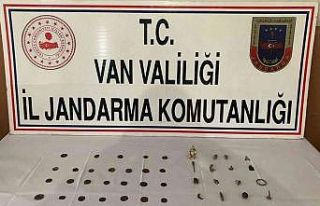 T.C.
VAN VALİLİĞİ
İL JANDARMA KOMUTANLIĞI